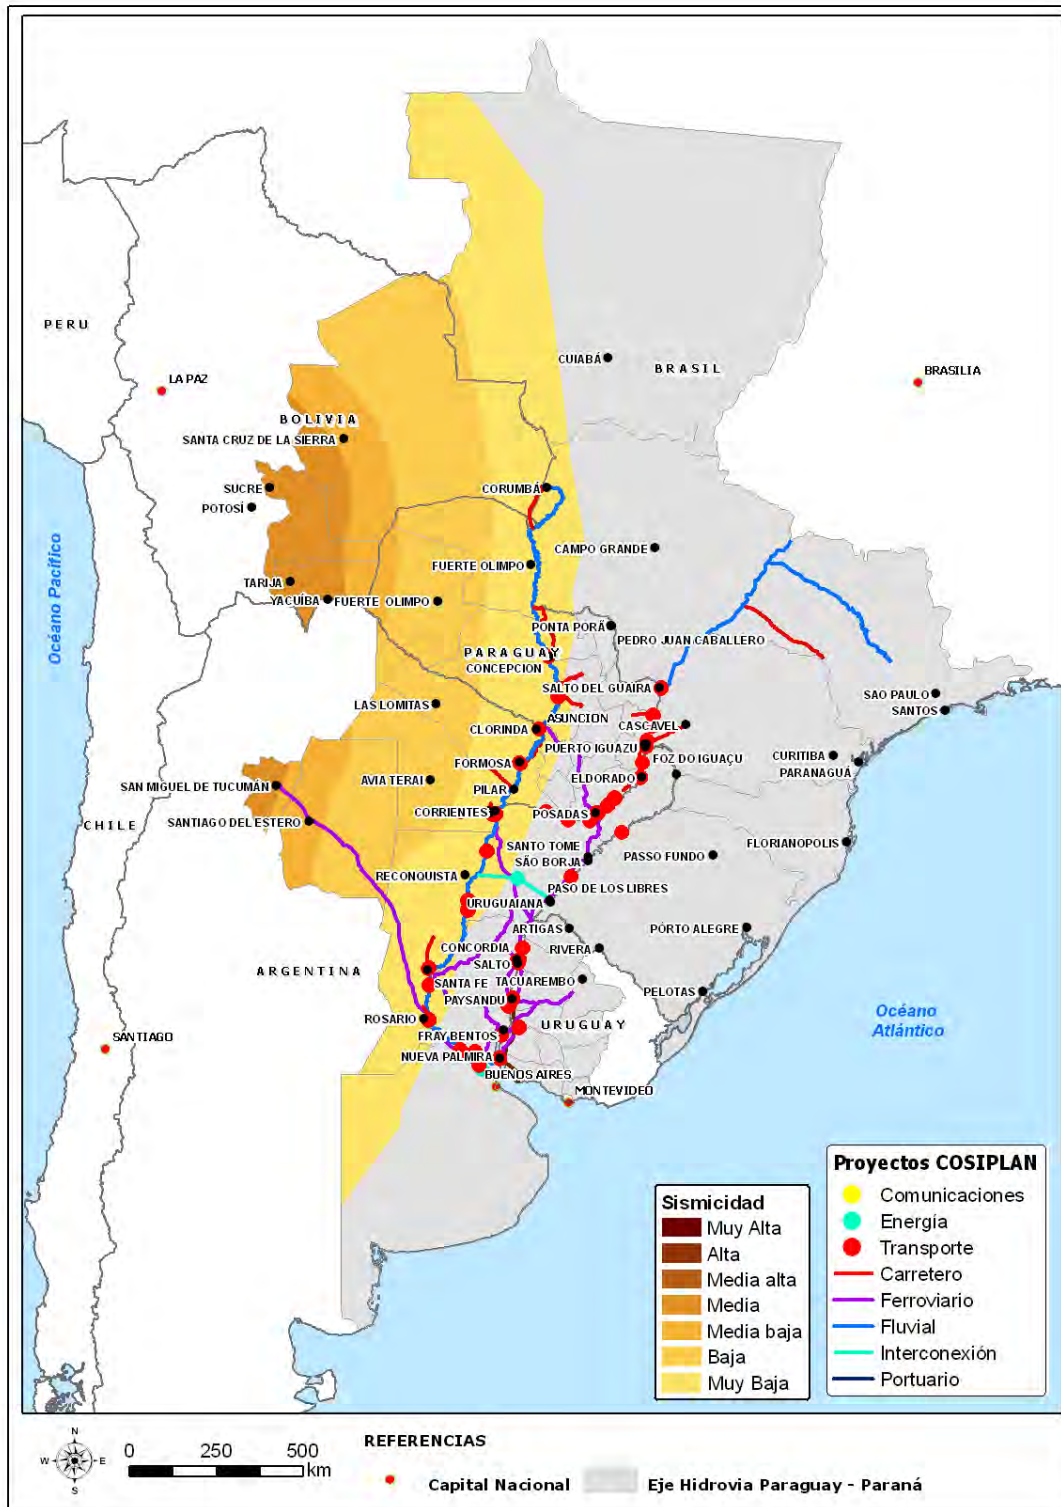 PERU
LA PAZ
CUIABÁ
BRASIL
BRASILIA
BOLIVIA
SANTA CRUZ DE LA SIERRA
SUCRE
POTOSÍ
CORUMBÁ
CAMPO GRANDE
FUERTE OLIMPO
TARIJA
YACUÍBA
FUERTE OLIMPO
PONTA PORÃ
PEDRO JUAN CABALLERO
PARAGUAY
CONCEPCION
Océano Pacífico
SALTO DEL GUAIRA
SAO PAULO
SANTOS
LAS LOMITAS
ASUNCION
CLORINDA
CASCAVEL
PUERTO IGUAZU
FOZ DO IGUAÇU
CURITIBA
PARANAGUÁ
FORMOSA
ELDORADO
AVIA TERAI
SAN MIGUEL DE TUCUMÁN
PILAR
CHILE
SANTIAGO DEL ESTERO
CORRIENTES
POSADAS
SANTO TOME
SÃO BORJA
PASSO FUNDO
FLORIANOPOLIS
RECONQUISTA
PASO DE LOS LIBRES
URUGUAIANA
ARTIGAS
PÓRTO ALEGRE
CONCORDIA
RIVERA
SALTO
ARGENTINA
SANTA FE
TACUAREMBO
PELOTAS
PAYSANDU
ROSARIO
URUGUAY
Océano
Atlántico
FRAY BENTOS
SANTIAGO
NUEVA PALMIRA
BUENOS AIRES
MONTEVIDEO
Sismicidad
Muy Alta
Alta
Media alta
Media
Media baja
Baja
Muy Baja
Proyectos COSIPLAN
Comunicaciones
Energía
Transporte
Carretero
Ferroviario
Fluvial
Interconexión
Portuario
N
W E
S
0 250 500
km
REFERENCIAS
Capital Nacional
Eje Hidrovia Paraguay - Paraná